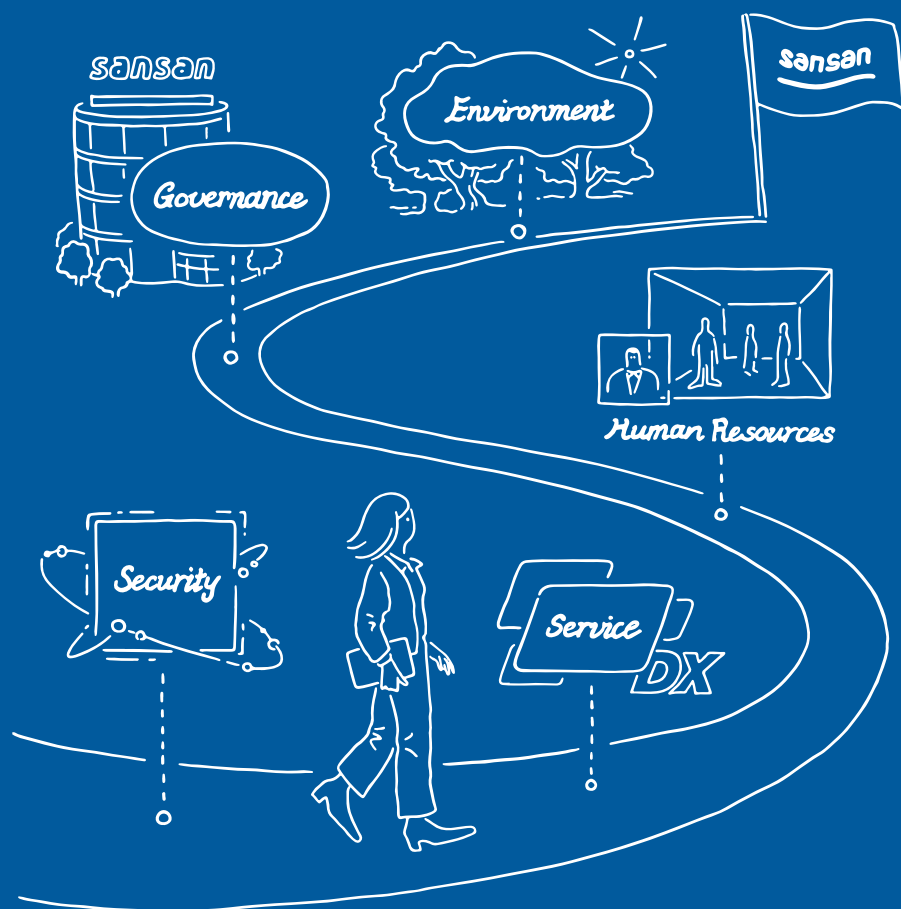 sansan
sansan
Environment
Governance
Human Resources
Security
Service
DX